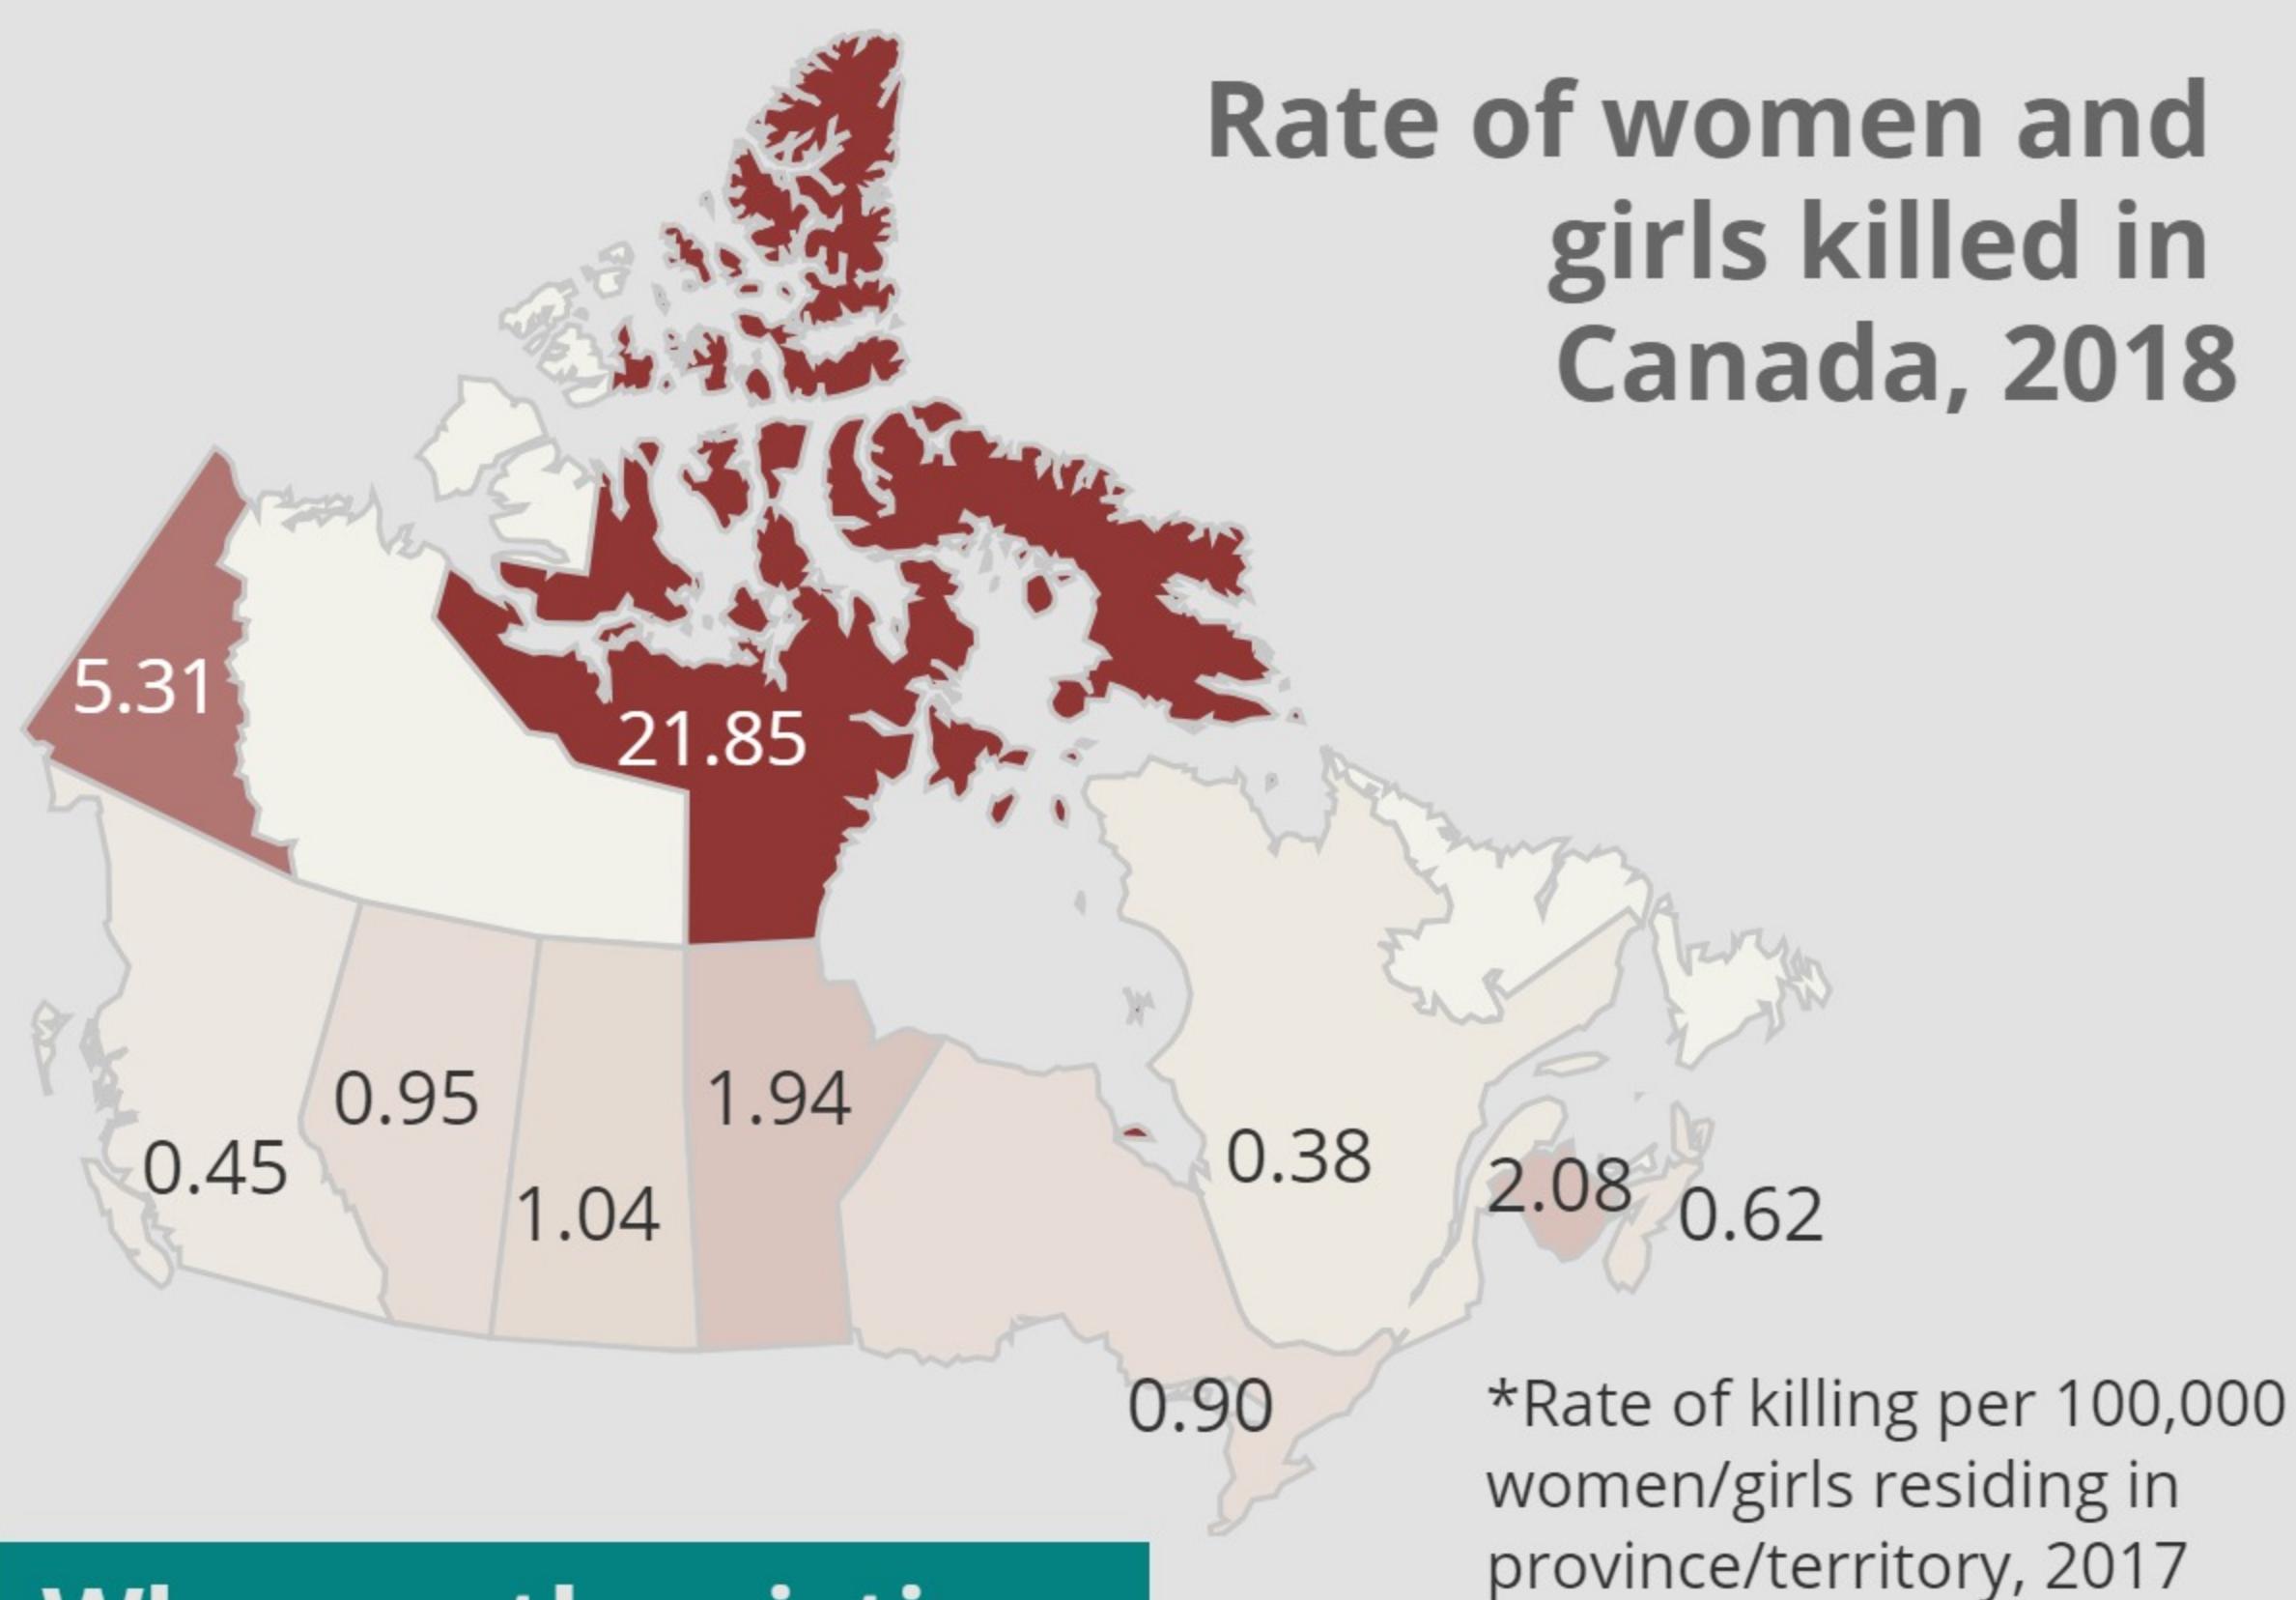 Rate of women and
girls killed in
Canada, 2018
5.31
21.85
0.95
1.94
0.45
1.04
0.38
2.08
0.62
0.90
*Rate of killing per 100,000
women/girls residing in
province/territory, 2017